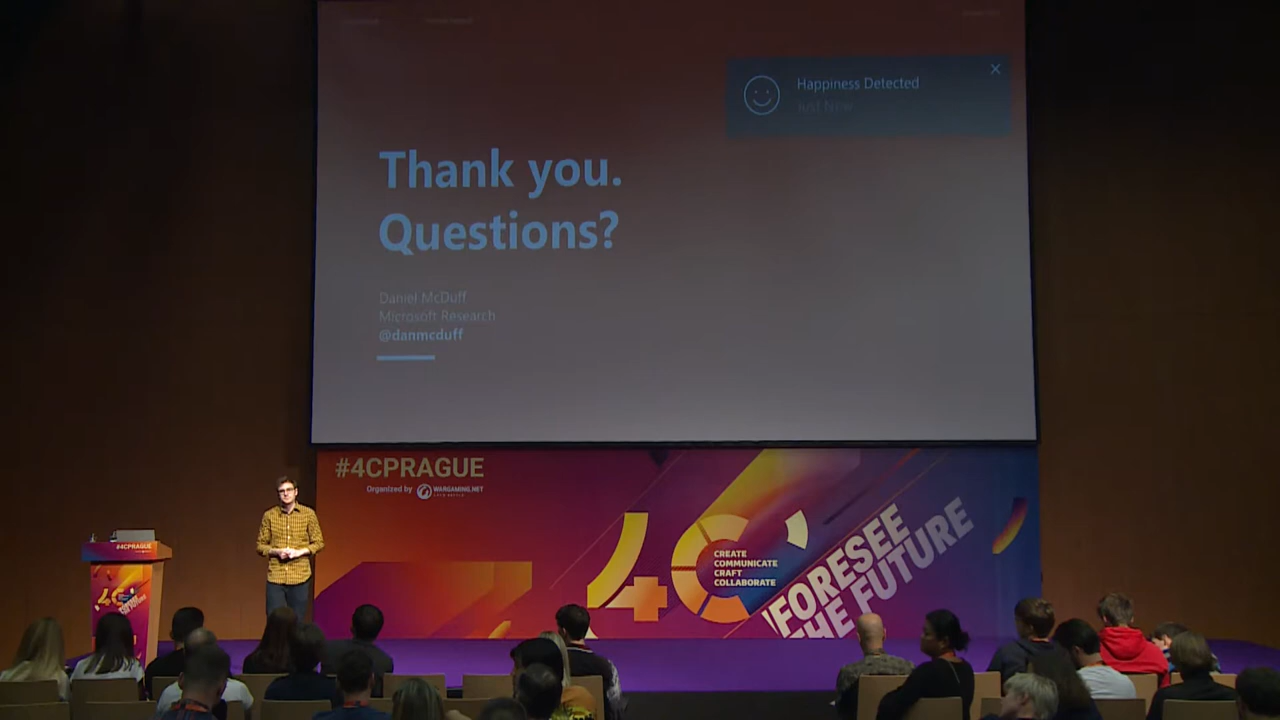 Happiness Detected
Just Now
Thank you.
Questions?
Daniel McDuff
Microsoft Research
@danmcduff
#4CPRAGUE
Organized by WARGAMING.NET
4C
CREATE
COMMUNICATE
CRAFT
COLLABORATE
FORESEE
THE FUTURE
#4CPRAGUE